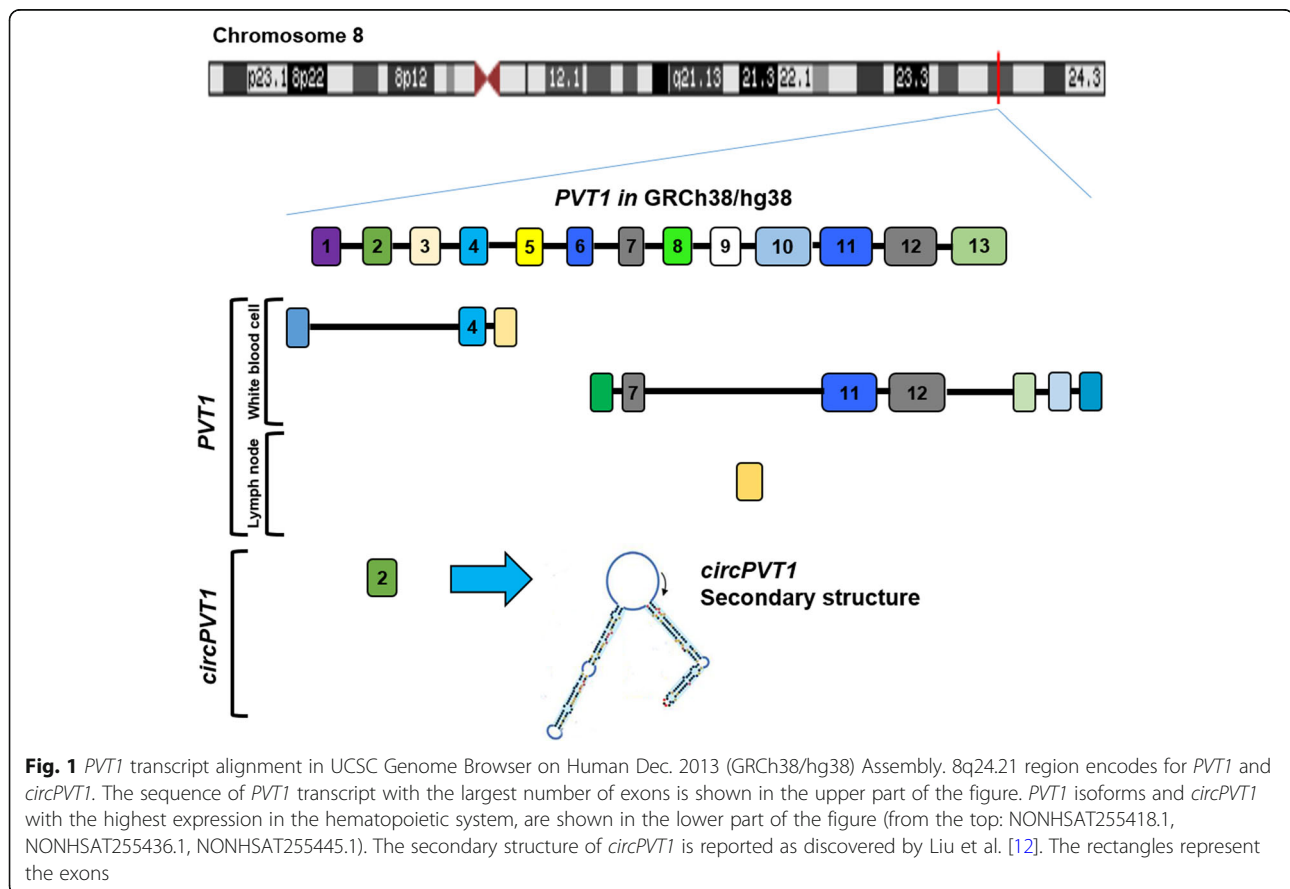 Chromosome 8
p23.1 8p22 8p12 12.1 q21.13 21.3 22.1 23.3 24.3
PVT1 in GRCh38/hg38
1 2 3 4 5 6 7 8 9 10 11 12 13
PVT1
White blood cell
4
7 11 12
Lymph node
circPVT1
2
circPVT1
Secondary structure
Fig. 1 PVT1 transcript alignment in UCSC Genome Browser on Human Dec. 2013 (GRCh38/hg38) Assembly. 8q24.21 region encodes for PVT1 and
circPVT1. The sequence of PVT1 transcript with the largest number of exons is shown in the upper part of the figure. PVT1 isoforms and circPVT1
with the highest expression in the hematopoietic system, are shown in the lower part of the figure (from the top: NONHSAT255418.1,
NONHSAT255436.1, NONHSAT255445.1). The secondary structure of circPVT1 is reported as discovered by Liu et al. [12]. The rectangles represent
the exons